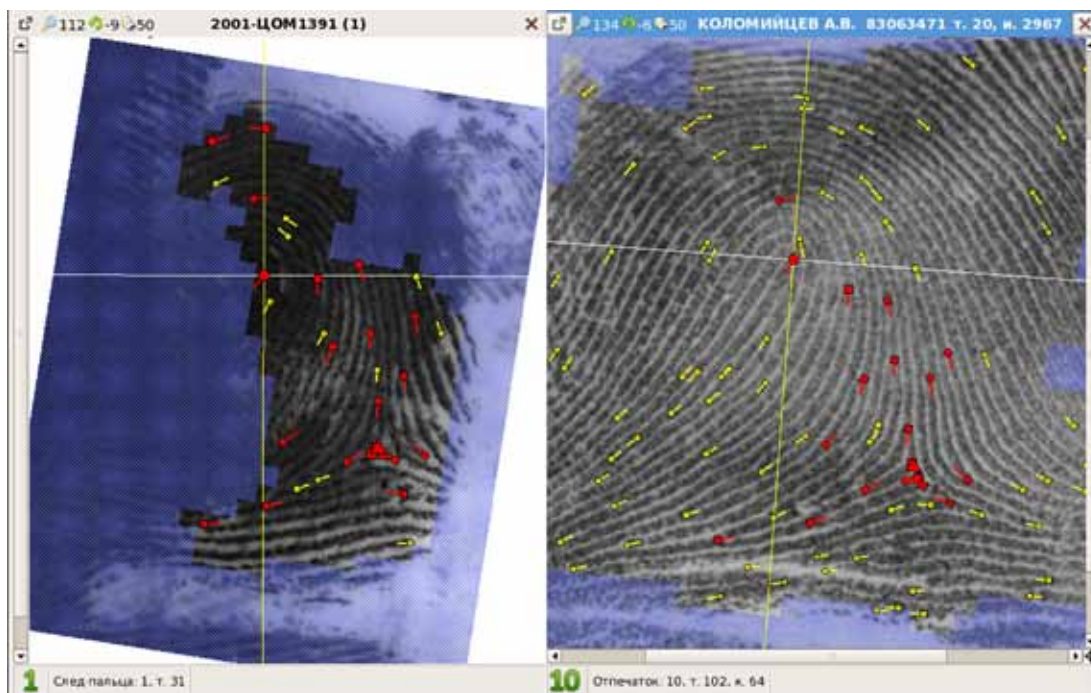 112 -9 50 2001-ЦОМ1391 (1)
134 -6 50 КОЛОМИЙЦЕВ А.В. 83063471 т. 20, и. 2967
1 След пальца: 1, т. 31
10 Отпечаток: 10, т. 102, к. 64